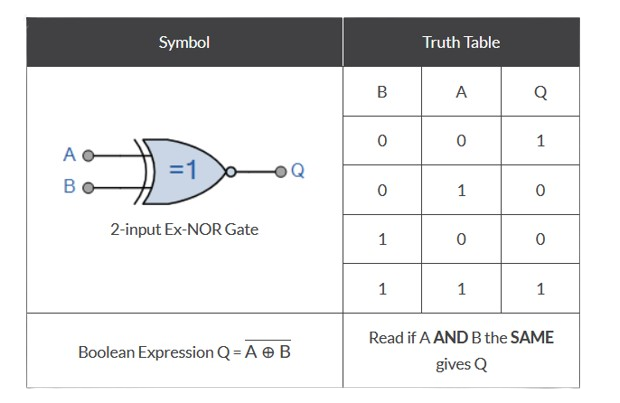 Symbol
Truth Table
B A Q
0 0 1
A
=1
Q
B
0 1 0
2-input Ex-NOR Gate
1 0 0
1 1 1
Boolean Expression Q = \overline{A ⊕ B}
Read if A AND B the SAME
gives Q